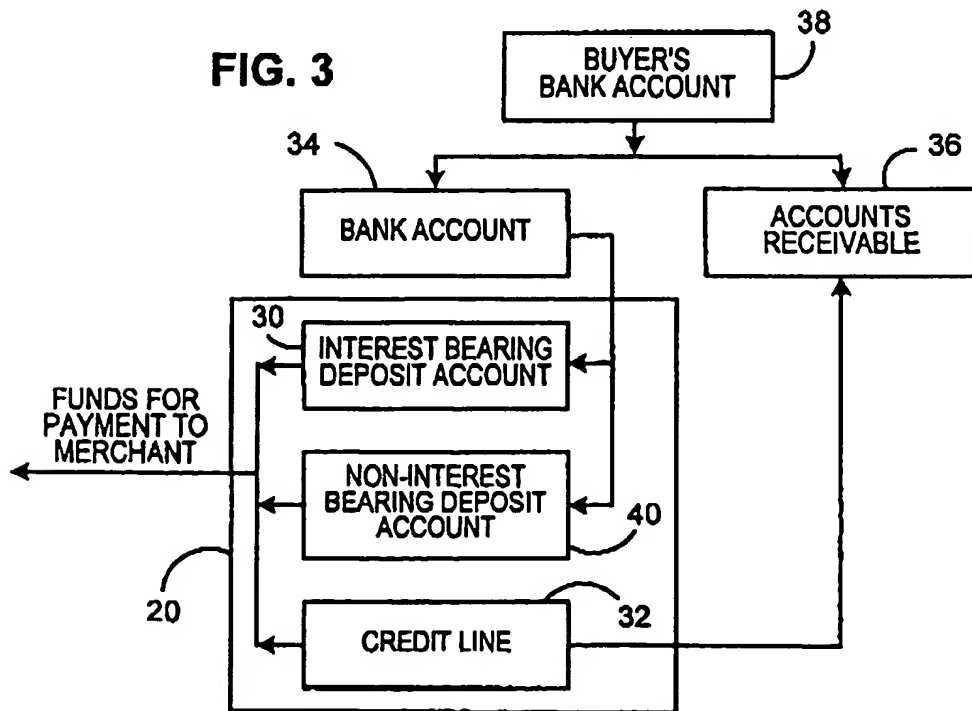 FIG. 3
38
BUYER'S
BANK ACCOUNT
34
36
BANK ACCOUNT
ACCOUNTS
RECEIVABLE
30
INTEREST BEARING
DEPOSIT ACCOUNT
FUNDS FOR
PAYMENT TO
MERCHANT
NON-INTEREST
BEARING DEPOSIT
ACCOUNT
40
20
32
CREDIT LINE